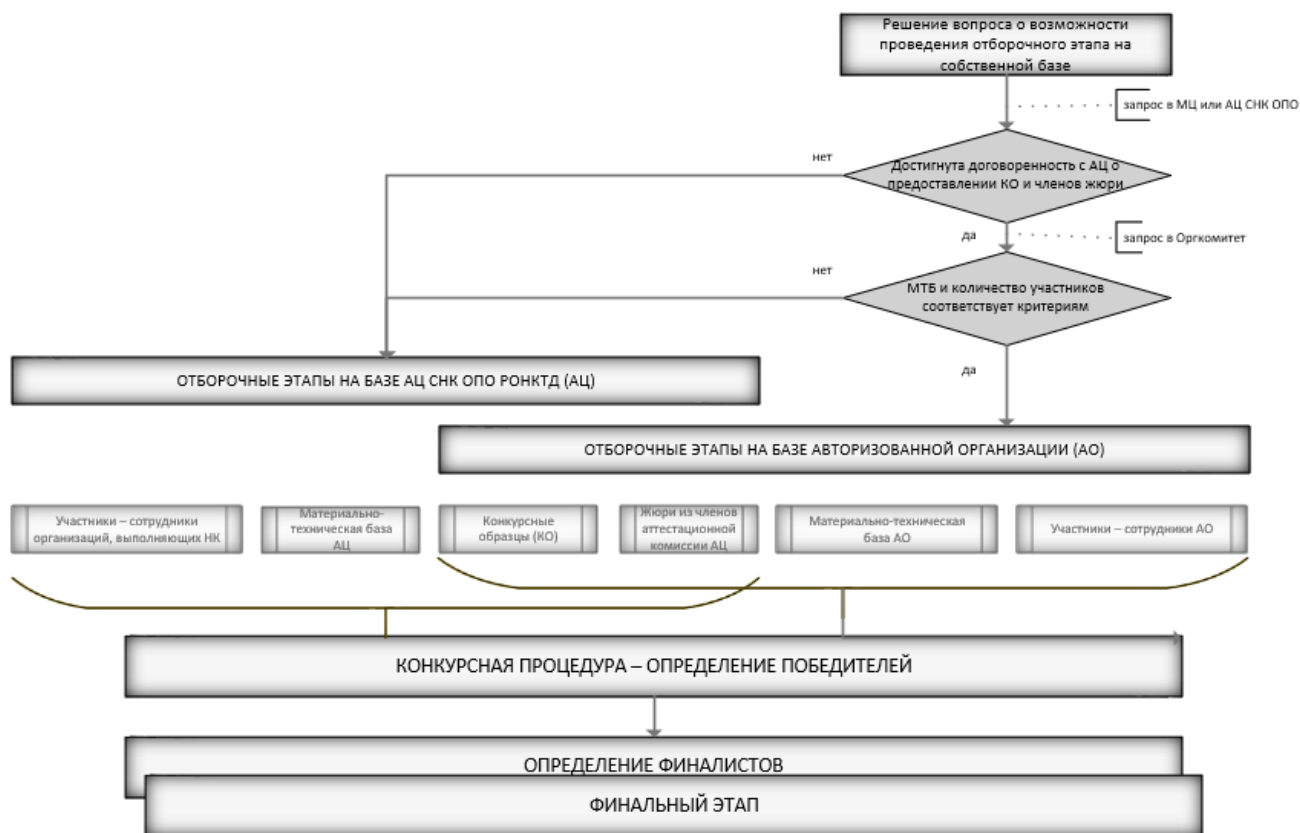 Решение вопроса о возможности
проведения отборочного этапа на
собственной базе
запрос в МЦ или АЦ СНК ОПО
нет
Достигнута договоренность с АЦ о
предоставлении КО и членов жюри
да
запрос в Оргкомитет
нет
МТБ и количество участников
соответствует критериям
да
ОТБОРОЧНЫЕ ЭТАПЫ НА БАЗЕ АЦ СНК ОПО РОНКТД (АЦ)
ОТБОРОЧНЫЕ ЭТАПЫ НА БАЗЕ АВТОРИЗОВАННОЙ ОРГАНИЗАЦИИ (АО)
Участники – сотрудники
организаций, выполняющих НК
Материально-
техническая база
АЦ
Конкурсные
образцы (КО)
Жюри из членов
аттестационной
комиссии АЦ
Материально-техническая
база АО
Участники – сотрудники АО
КОНКУРСНАЯ ПРОЦЕДУРА – ОПРЕДЕЛЕНИЕ ПОБЕДИТЕЛЕЙ
ОПРЕДЕЛЕНИЕ ФИНАЛИСТОВ
ФИНАЛЬНЫЙ ЭТАП